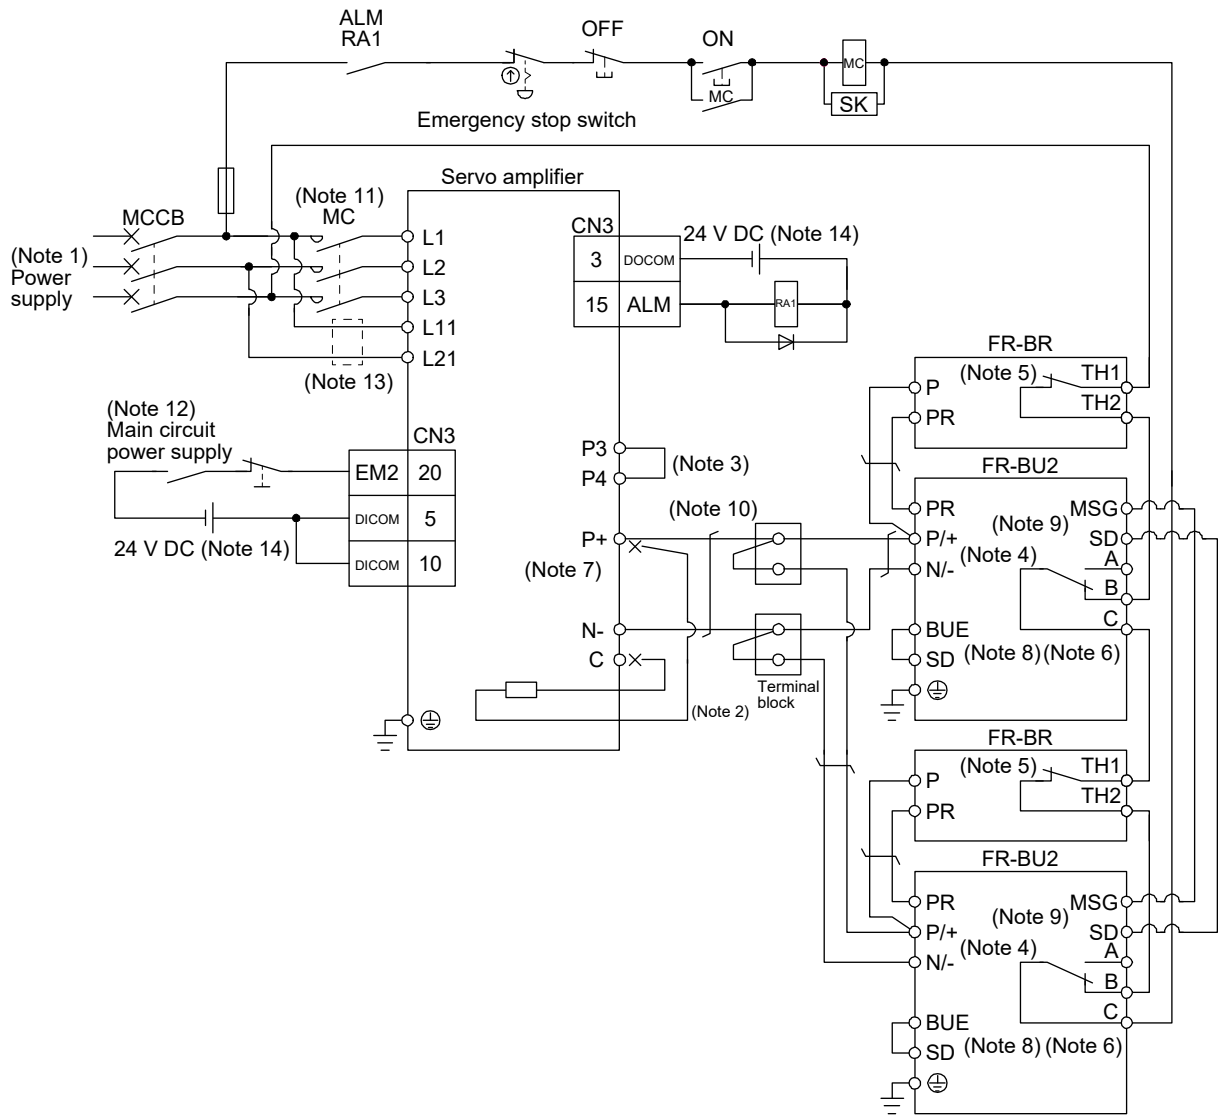 ALM
RA1
OFF
ON
MC
MC
SK
Emergency stop switch
Servo amplifier
(Note 11)
MC
MCCB
(Note 1)
Power
supply
L1
L2
L3
L11
L21
(Note 13)
CN3
24 V DC (Note 14)
3 DOCOM
15 ALM
RA1
(Note 12)
Main circuit
power supply
CN3
EM2 20
DICOM 5
DICOM 10
24 V DC (Note 14)
P3
P4
(Note 3)
(Note 10)
P+
(Note 7)
N-
C
(Note 2)
Terminal
block
FR-BR
(Note 5) TH1
P
TH2
PR
FR-BU2
PR
MSG
(Note 9)
P/+
SD
(Note 4)
A
N/-
B
C
BUE
(Note 8) (Note 6)
SD
FR-BR
(Note 5) TH1
P
TH2
PR
FR-BU2
PR
MSG
(Note 9)
P/+
SD
(Note 4)
A
N/-
B
C
BUE
(Note 8) (Note 6)
SD